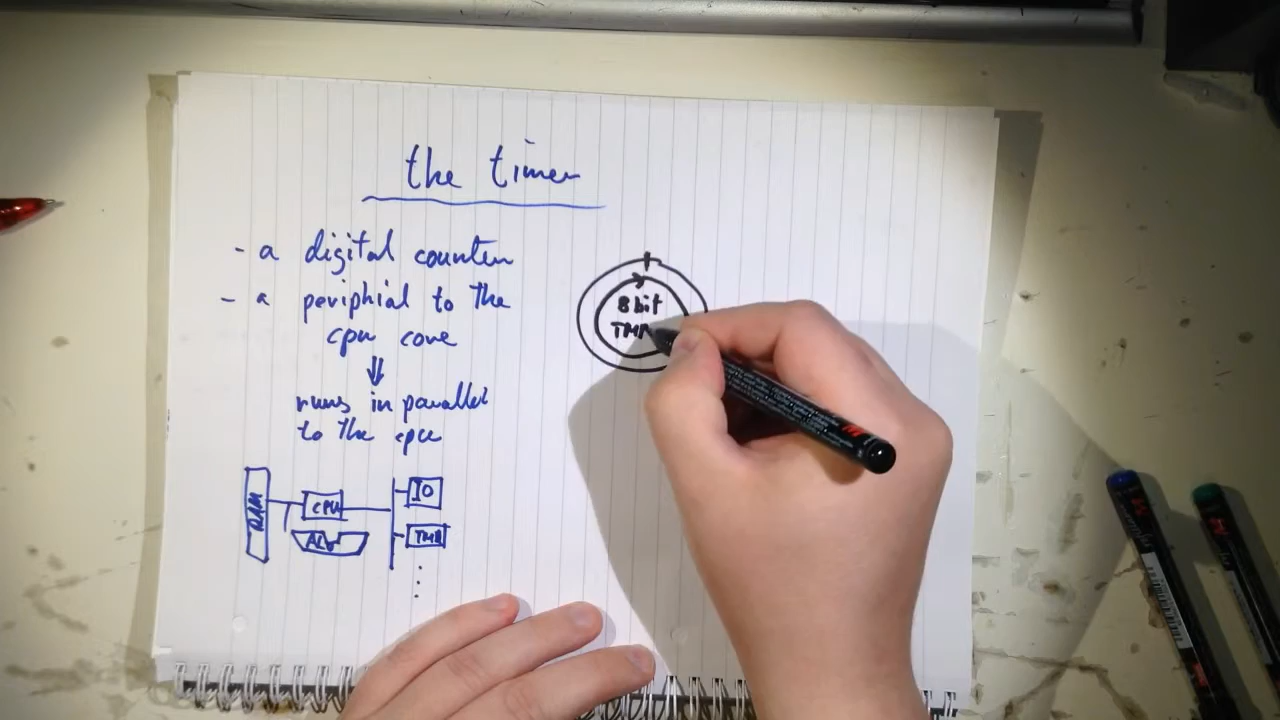 the timer
- a digital counter
- a periphial to the
cpu core
⇓
runs in parallel
to the cpu
RAM
CPU
ALU
IO
TMR
8 bit
TMR